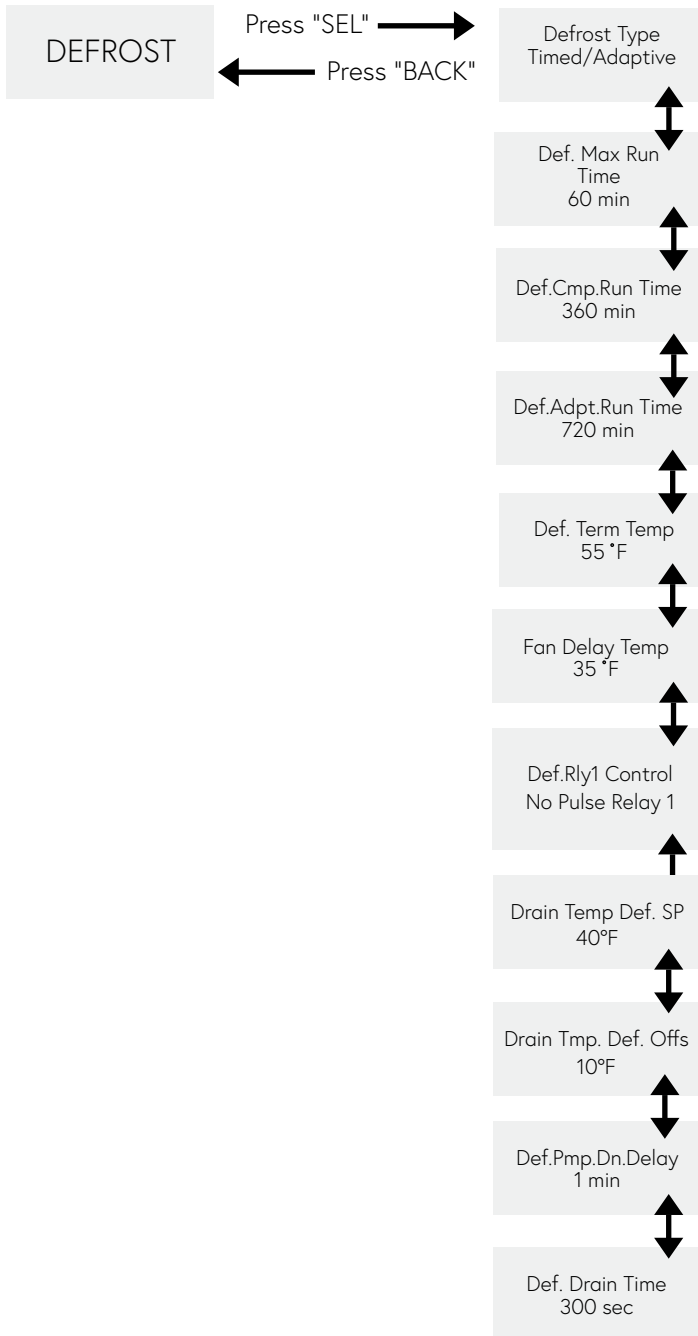 DEFROST
Press "SEL"
Press "BACK"
Defrost Type
Timed/Adaptive
Def. Max Run
Time
60 min
Def.Cmp.Run Time
360 min
Def.Adpt.Run Time
720 min
Def. Term Temp
55 °F
Fan Delay Temp
35 °F
Def.Rly1 Control
No Pulse Relay 1
Drain Temp Def. SP
40°F
Drain Tmp. Def. Offs
10°F
Def.Pmp.Dn.Delay
1 min
Def. Drain Time
300 sec